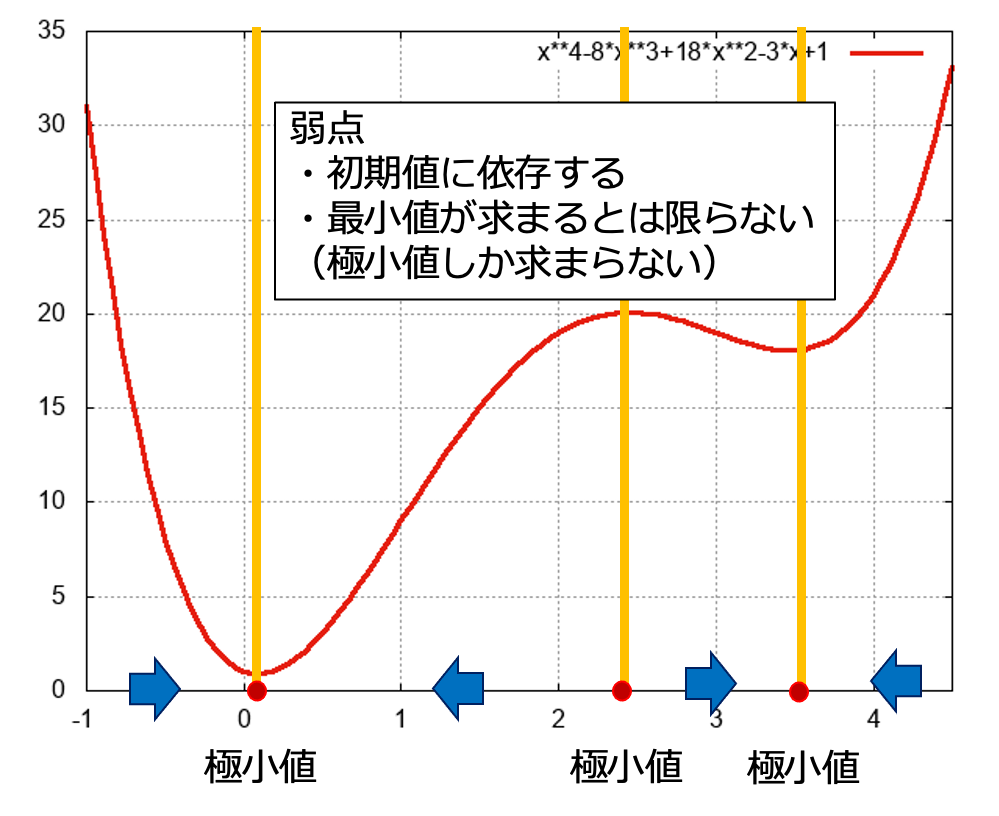 35
30
25
20
15
10
5
0
x**4-8*x**3+18*x**2-3*x+1
弱点
・初期値に依存する
・最小値が求まるとは限らない
（極小値しか求まらない）
-1 0 1 2 3 4
極小値 極小値 極小値